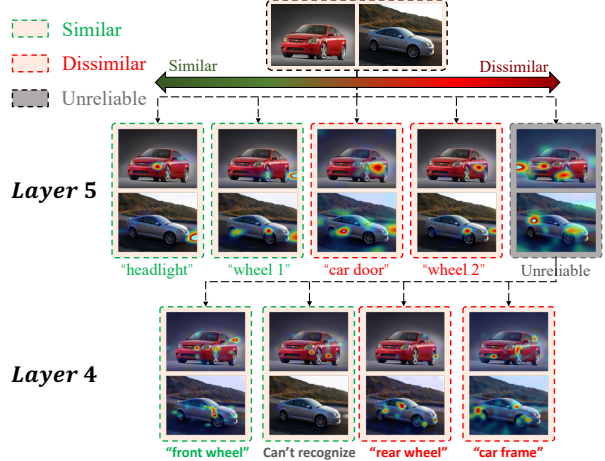 Similar
Dissimilar
Unreliable
Similar
Dissimilar
Layer 5
"headlight"
"wheel 1"
"car door"
"wheel 2"
Unreliable
Layer 4
"front wheel"
Can't recognize
"rear wheel"
"car frame"